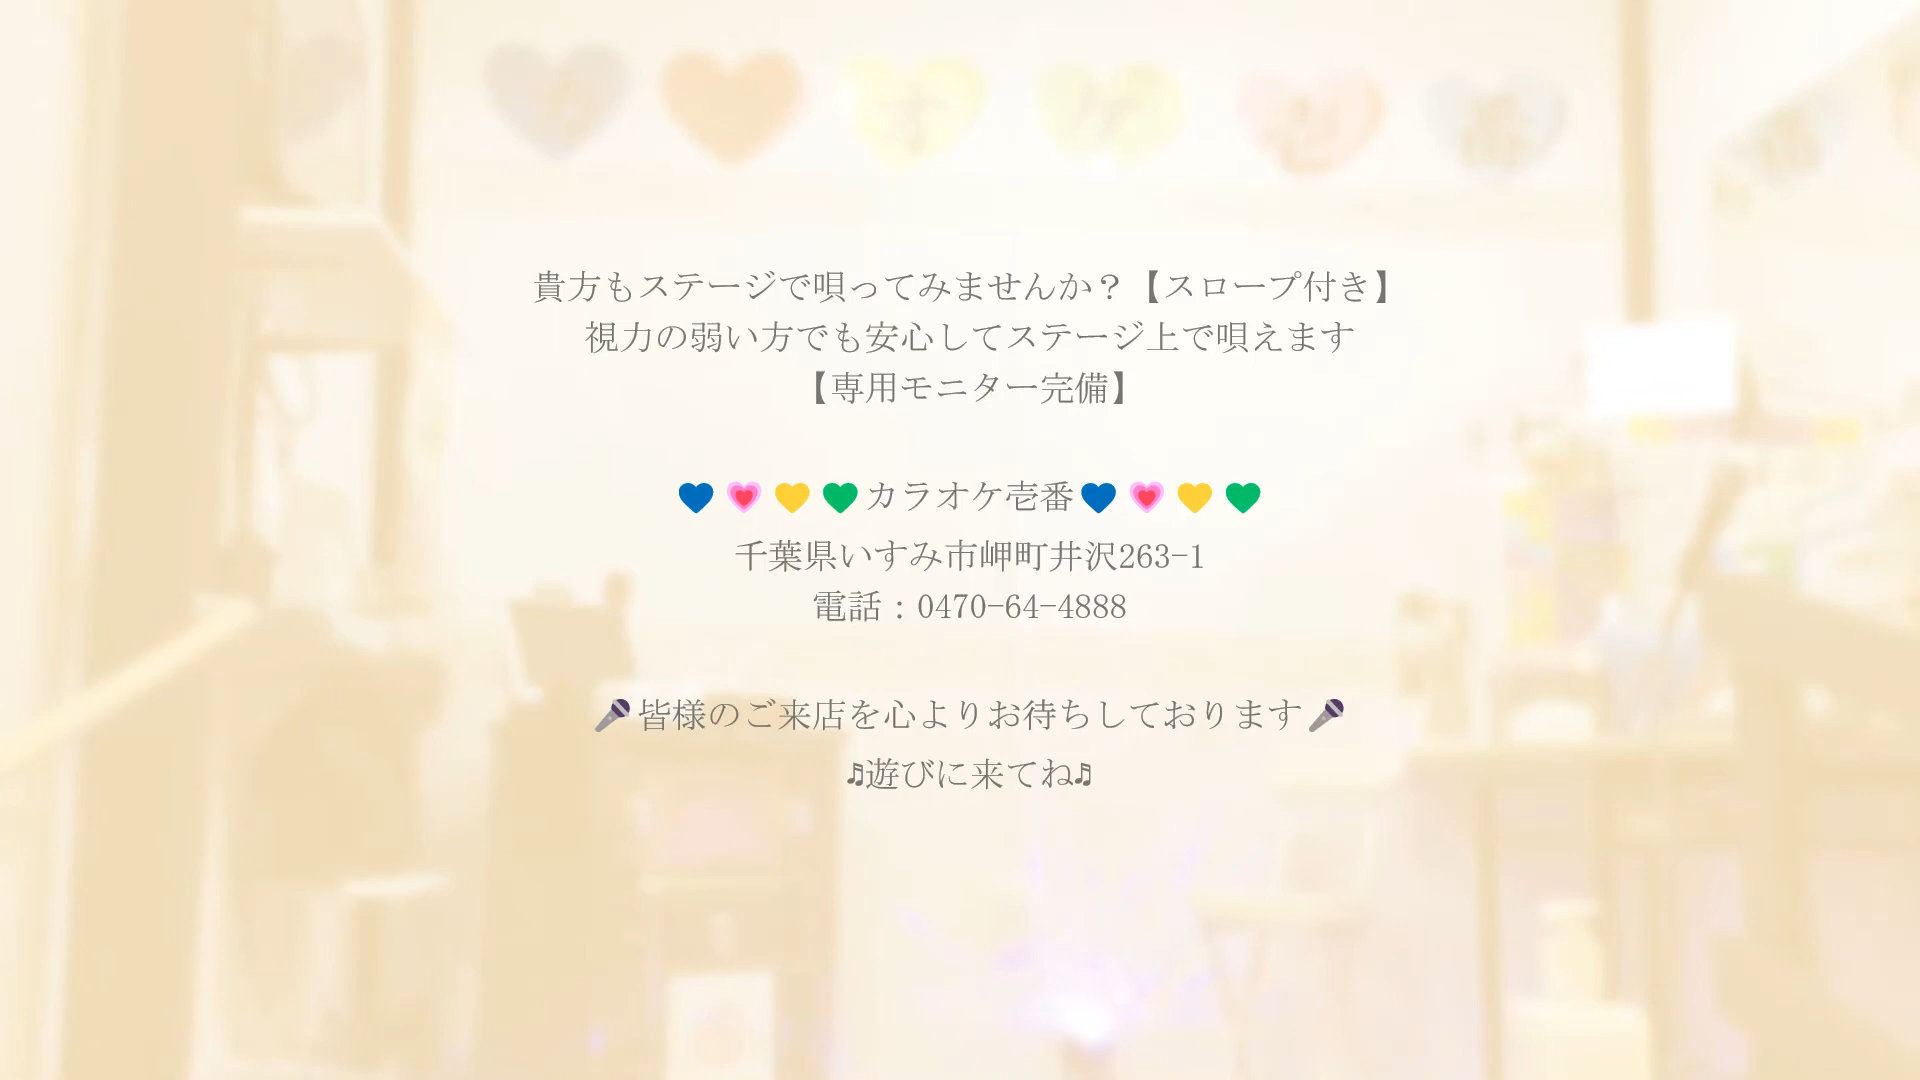 オ ケ 壱 番
貴方もステージで唄ってみませんか？【スロープ付き】
視力の弱い方でも安心してステージ上で唄えます
【専用モニター完備】
💙💗💛💚カラオケ壱番💙💗💛💚
千葉県いすみ市岬町井沢263-1
電話：0470-64-4888
🎤皆様のご来店を心よりお待ちしております🎤
♬遊びに来てね♬